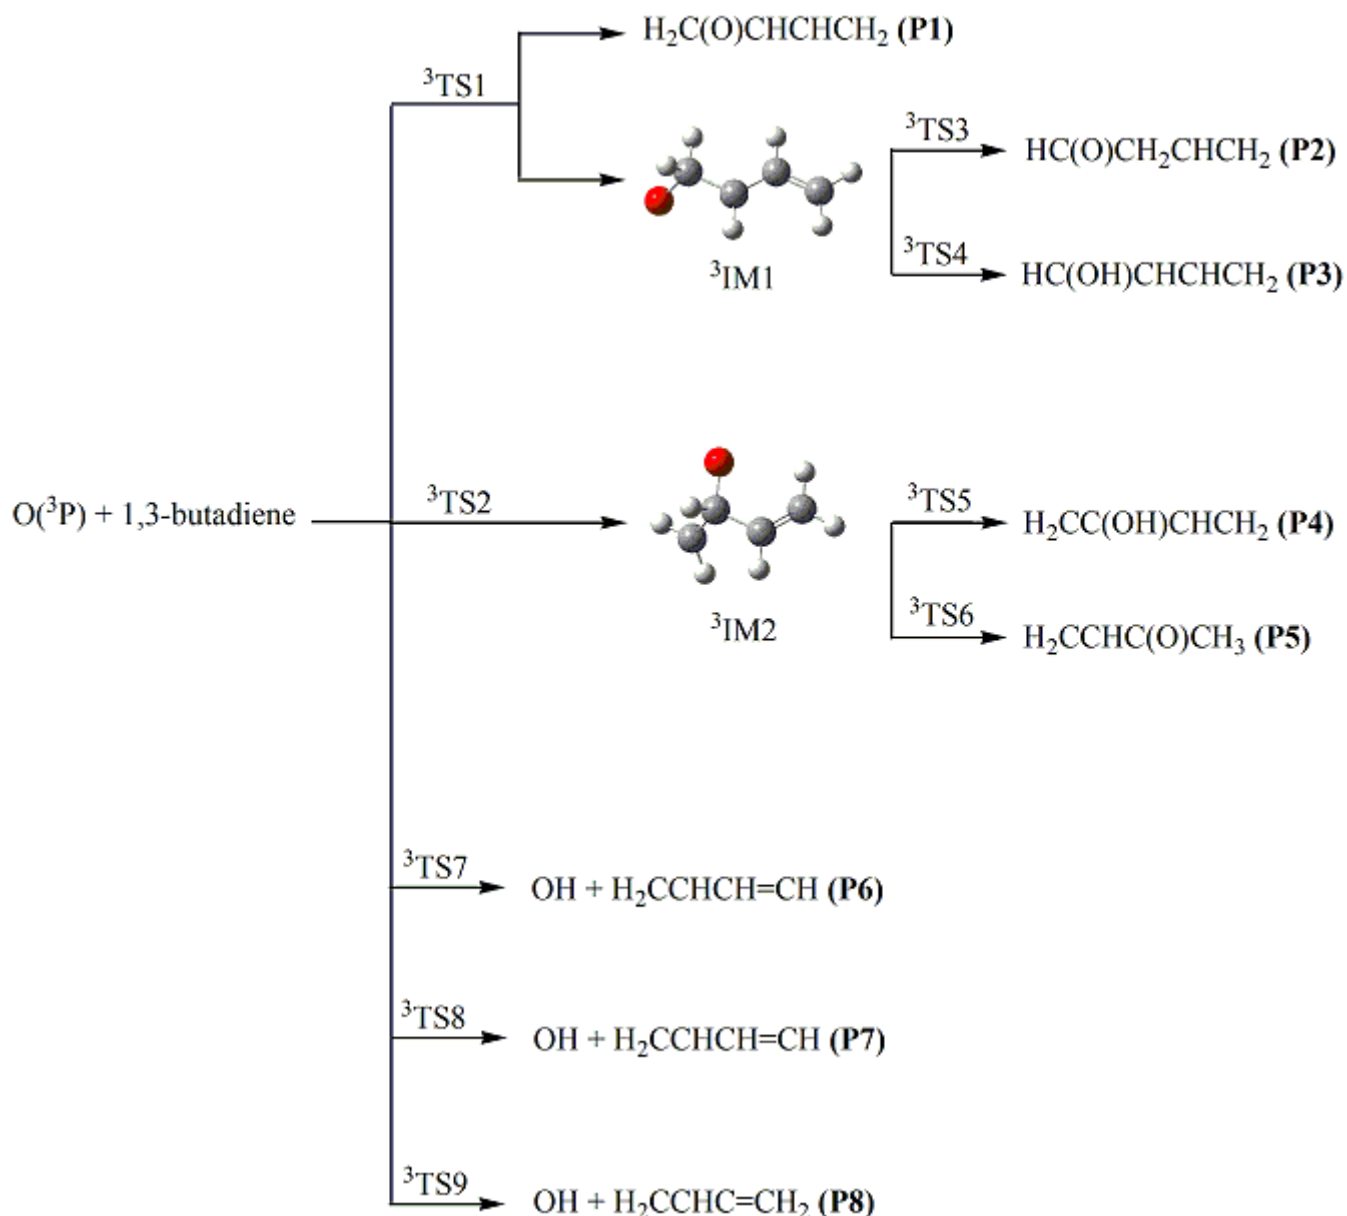 H₂C(O)CHCHCH₂ (P1)
³TS1
³TS3
HC(O)CH₂CHCH₂ (P2)
³TS4
³IM1
HC(OH)CHCHCH₂ (P3)
O(³P) + 1,3-butadiene
³TS2
³TS5
H₂CC(OH)CHCH₂ (P4)
³IM2
³TS6
H₂CCHC(O)CH₃ (P5)
³TS7
OH + H₂CCHCH=CH (P6)
³TS8
OH + H₂CCHCH=CH (P7)
³TS9
OH + H₂CCHC=CH₂ (P8)